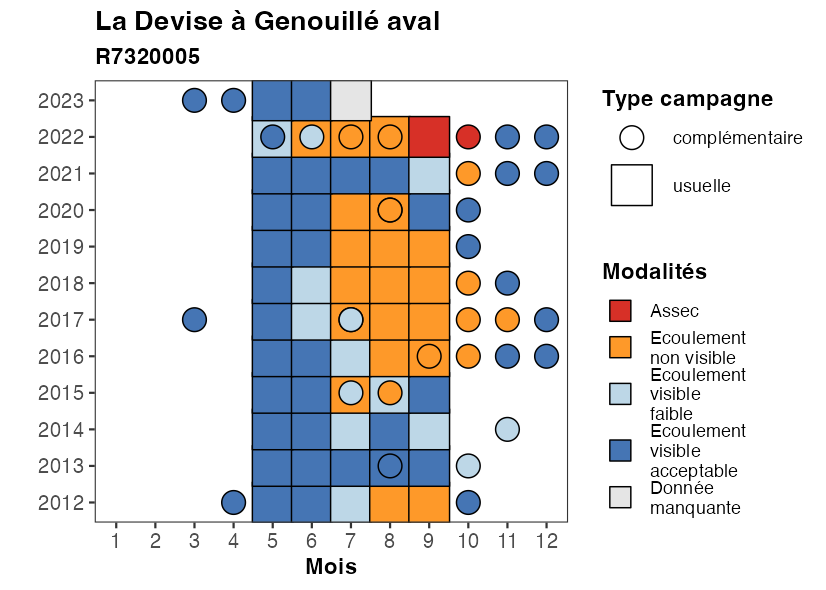 La Devise à Genouillé aval
R7320005
2023
2022
2021
2020
2019
2018
2017
2016
2015
2014
2013
2012
1 2 3 4 5 6 7 8 9 10 11 12
Mois
Type campagne
complémentaire
usuelle
Modalités
Assec
Ecoulement
non visible
Ecoulement
visible
faible
Ecoulement
visible
acceptable
Donnée
manquante